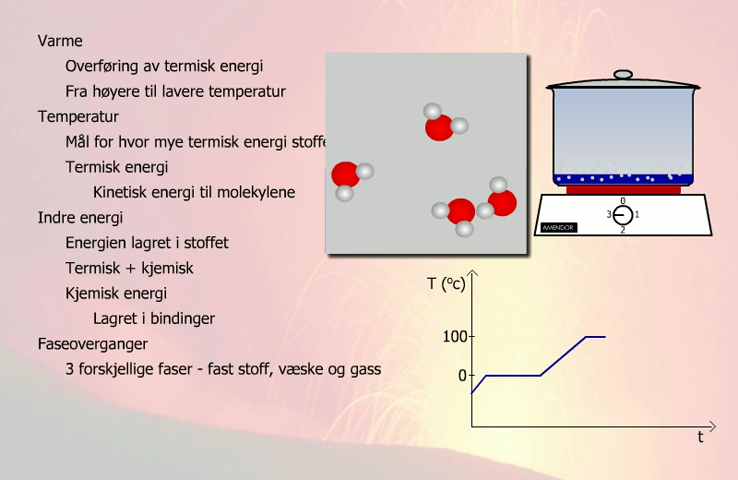 Varme
Overføring av termisk energi
Fra høyere til lavere temperatur
Temperatur
Mål for hvor mye termisk energi stoffe
Termisk energi
Kinetisk energi til molekylene
Indre energi
Energien lagret i stoffet
Termisk + kjemisk
Kjemisk energi
Lagret i bindinger
Faseoverganger
3 forskjellige faser - fast stoff, væske og gass
0
3 1
2
AMENDOR
T (°c)
100
0
t